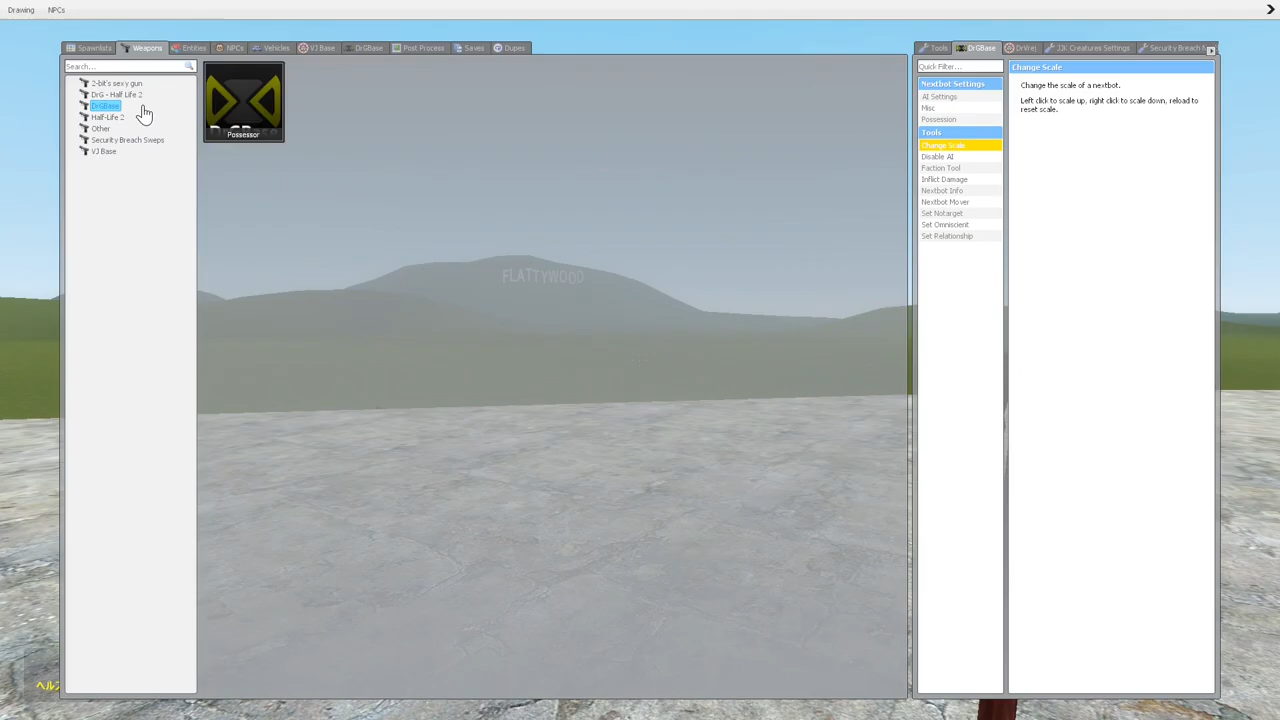 Drawing NPCs
Spawnlists Weapons Entities NPCs Vehicles VJ Base DrGBase Post Process Saves Dupes
Search...
2-bit's sexy gun
DrG - Half Life 2
DrGBase
Half-Life 2
Other
Security Breach Sweps
VJ Base
Possessor
FLATTYWOOD
ヘル
Tools DrGBase DrVrej JJK Creatures Settings Security Breach N
Quick Filter...
Nextbot Settings
AI Settings
Misc
Possession
Tools
Change Scale
Disable AI
Faction Tool
Inflict Damage
Nextbot Info
Nextbot Mover
Set Notarget
Set Omniscient
Set Relationship
Change Scale
Change the scale of a nextbot.
Left click to scale up, right click to scale down, reload to
reset scale.